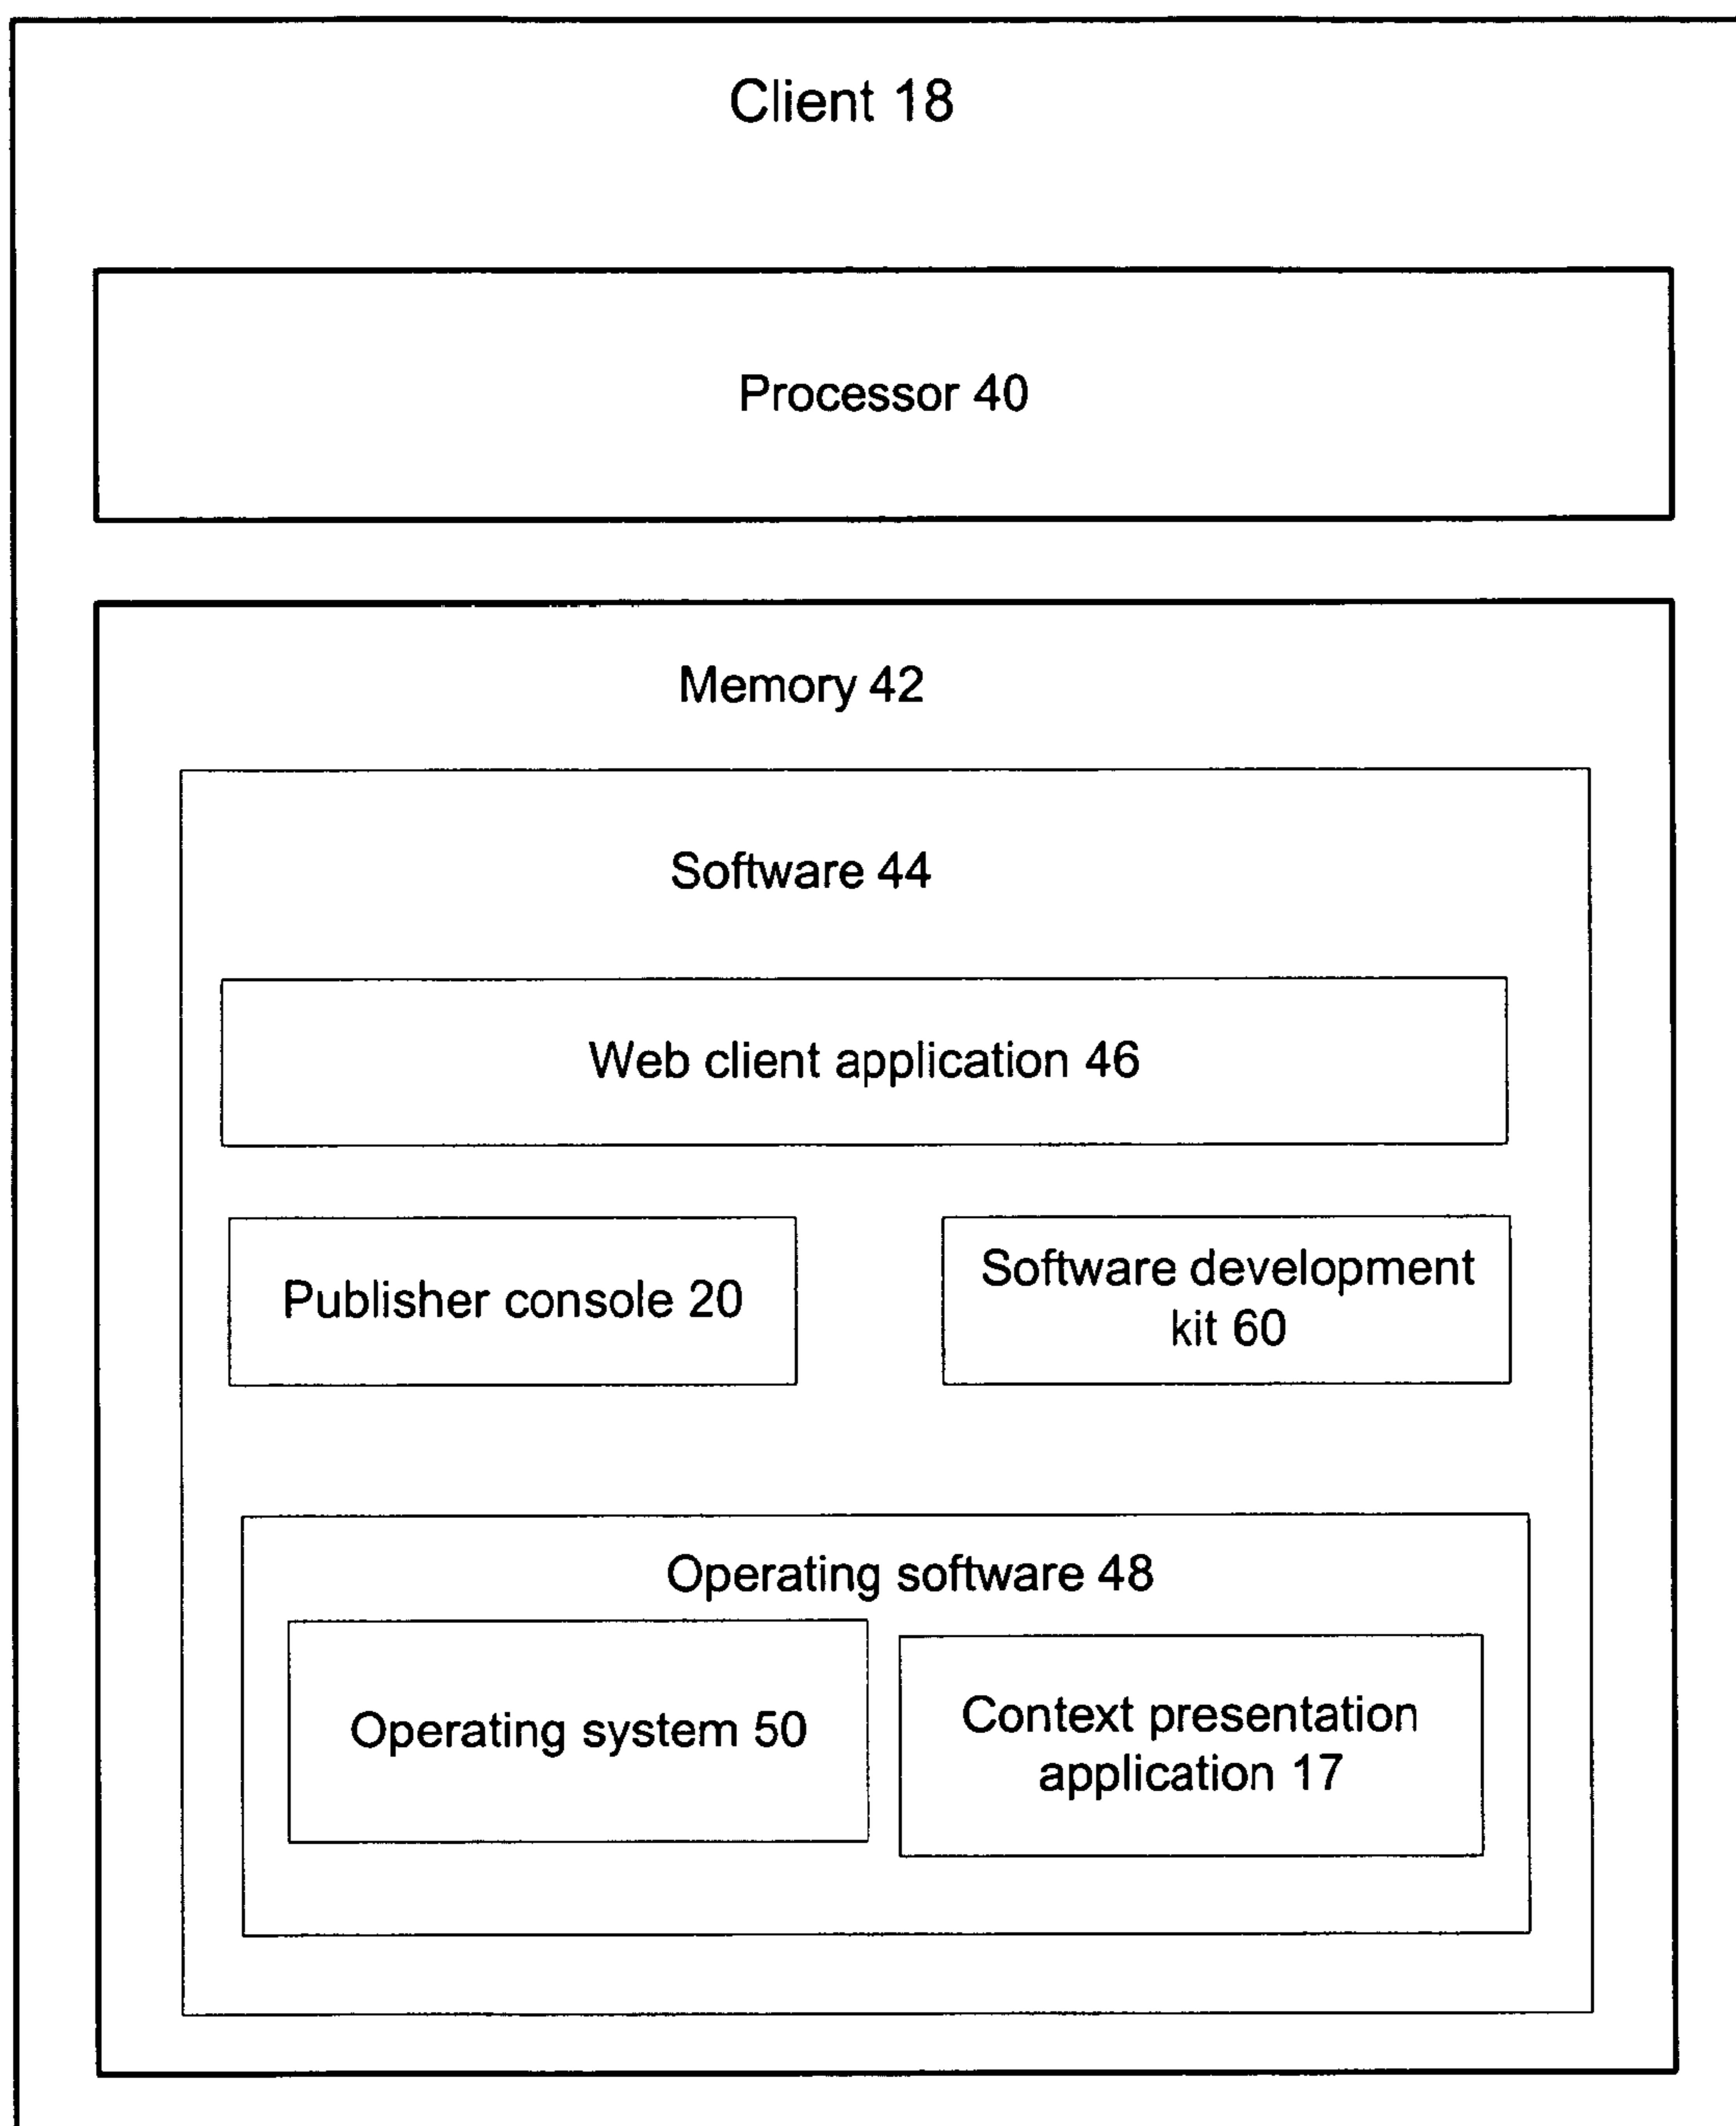 Client 18
Processor 40
Memory 42
Software 44
Web client application 46
Publisher console 20
Software development
kit 60
Operating software 48
Operating system 50
Context presentation
application 17